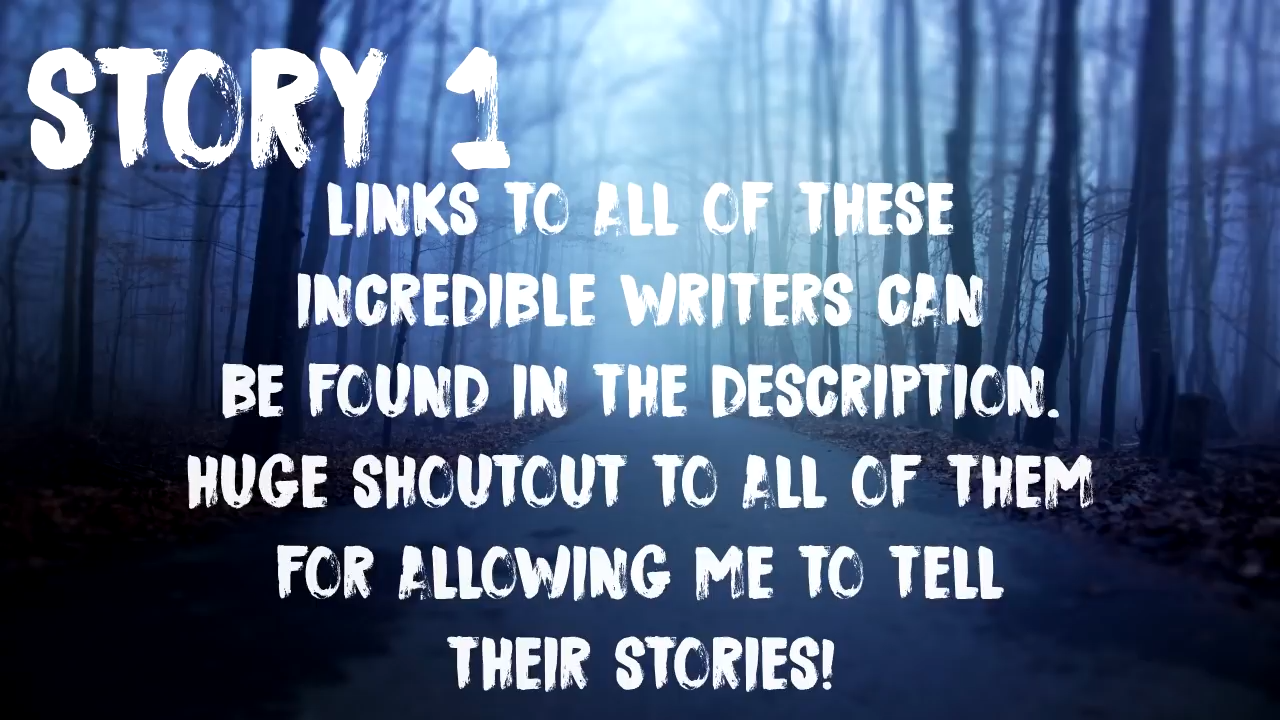 STORY 1
LINKS TO ALL OF THESE
INCREDIBLE WRITERS CAN
BE FOUND IN THE DESCRIPTION.
HUGE SHOUTOUT TO ALL OF THEM
FOR ALLOWING ME TO TELL
THEIR STORIES!